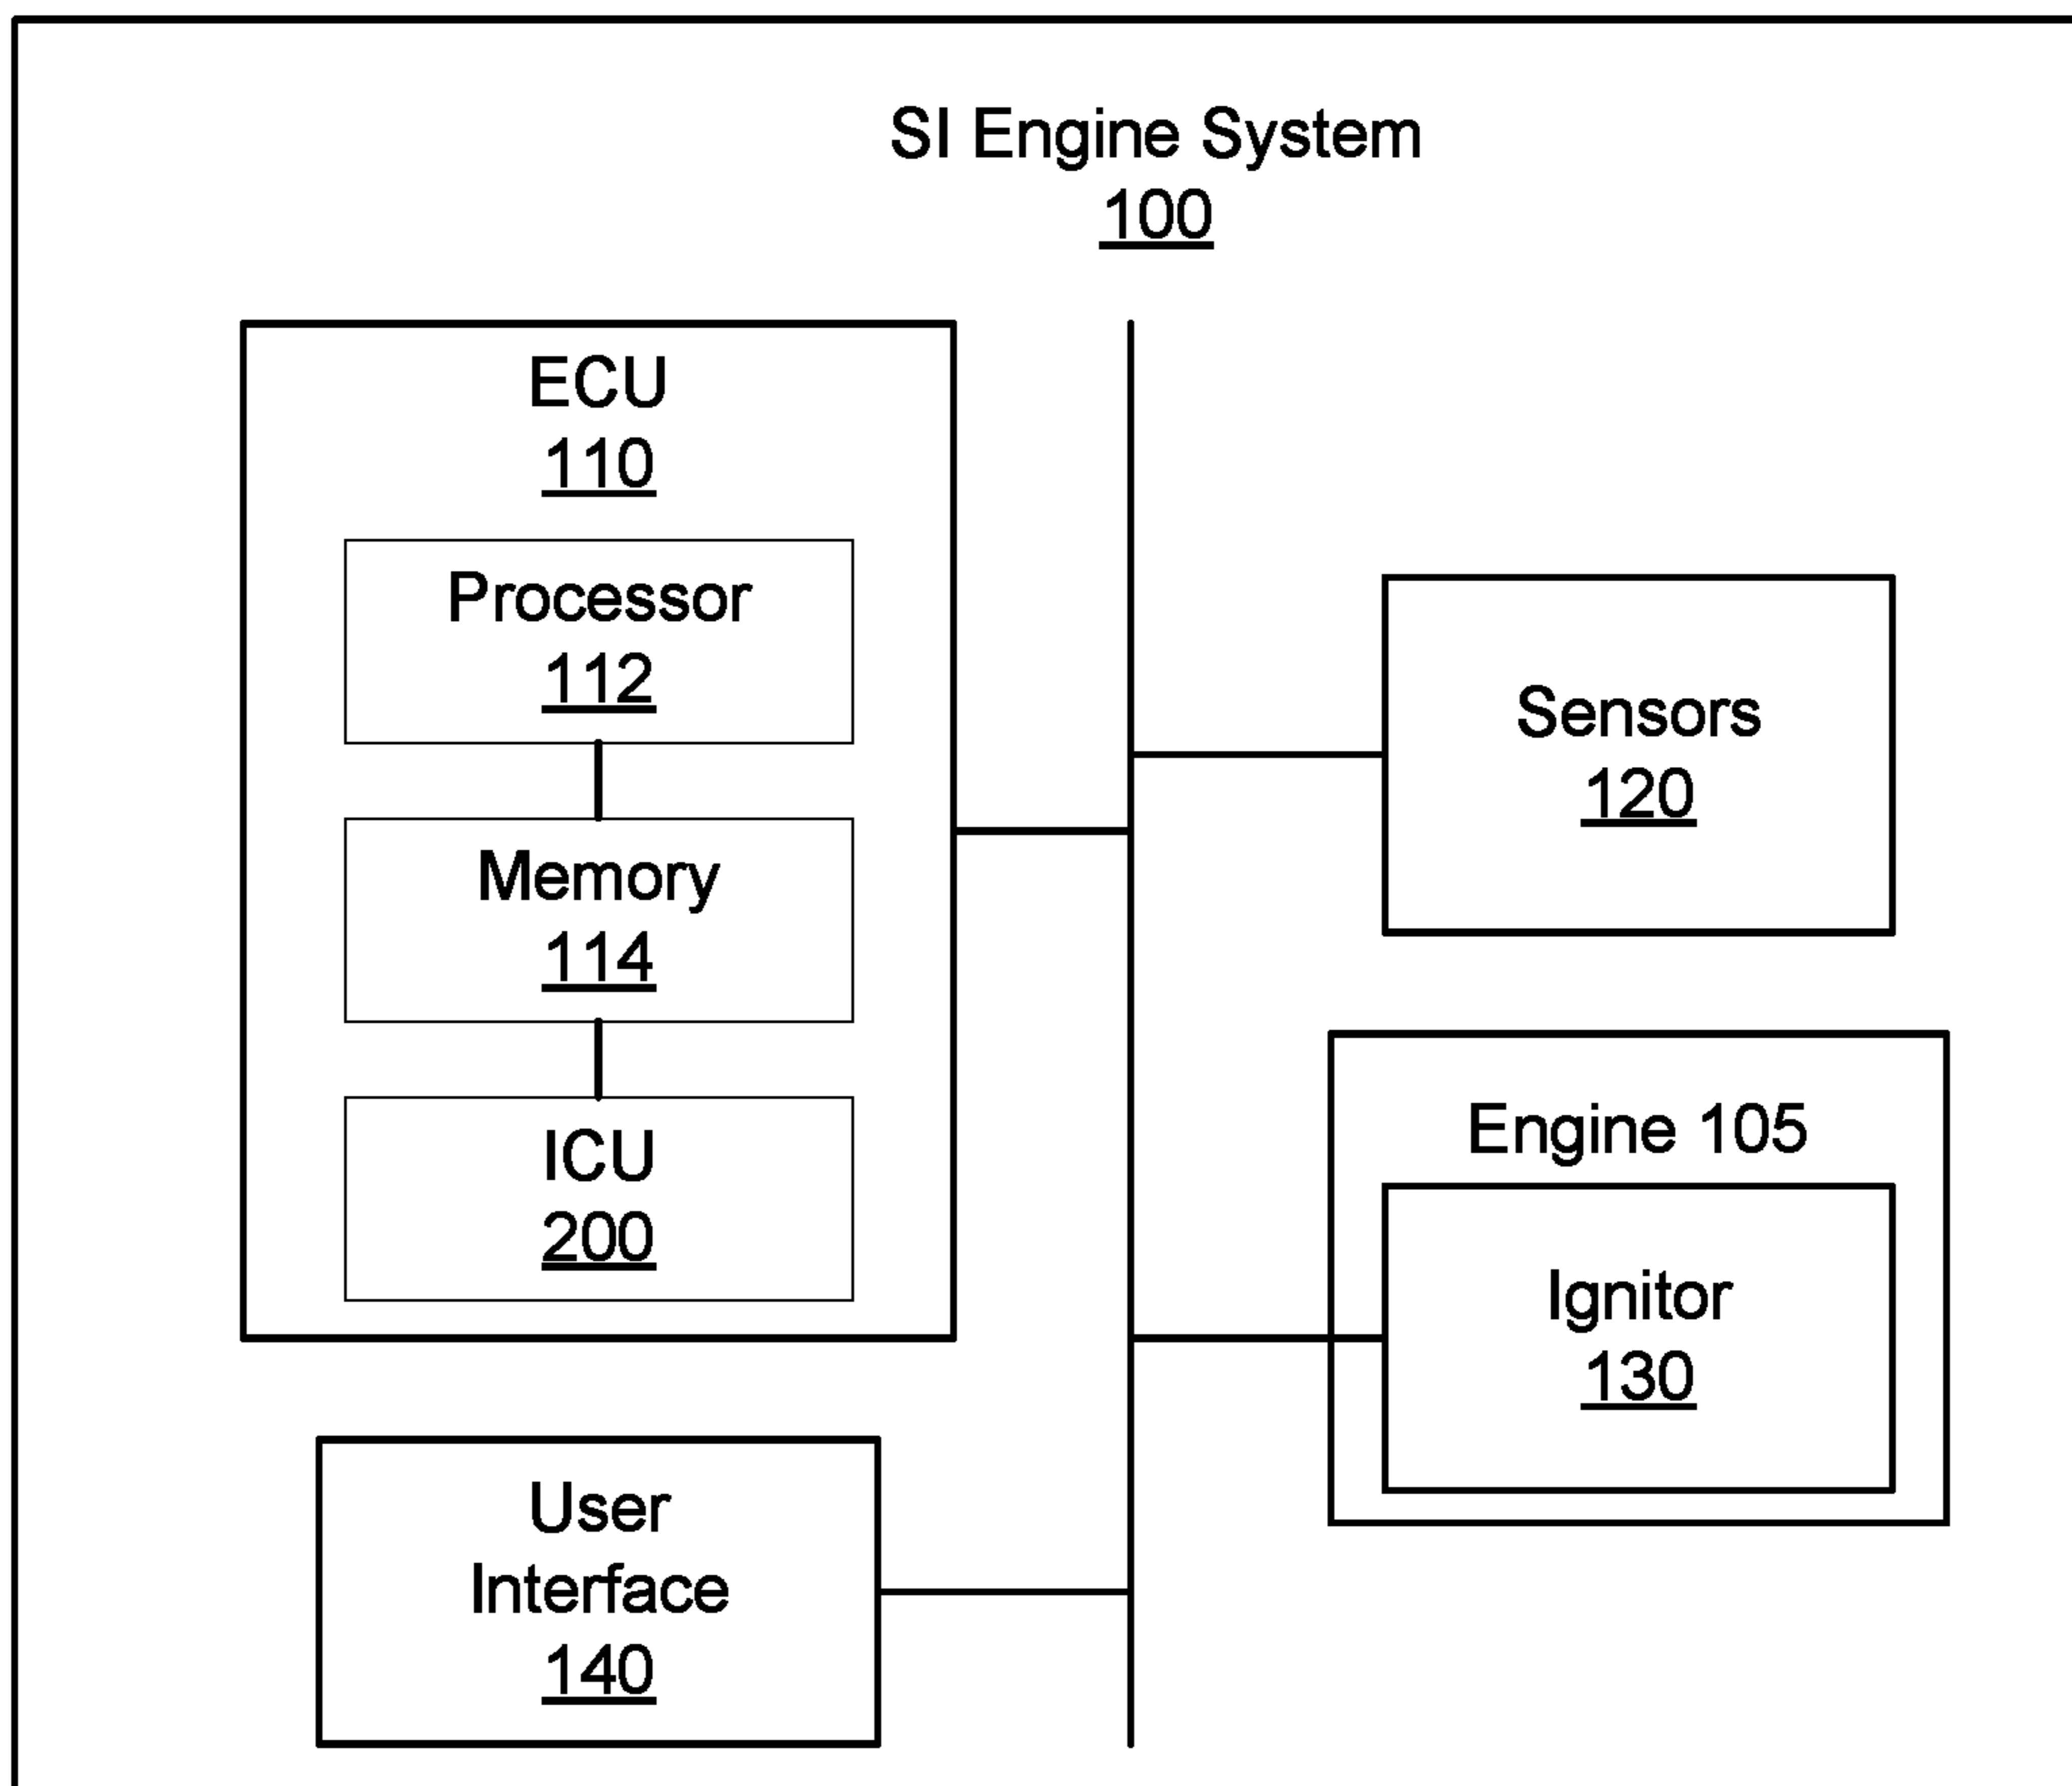 SI Engine System
100
ECU
110
Processor
112
Memory
114
ICU
200
User
Interface
140
Sensors
120
Engine 105
Ignitor
130